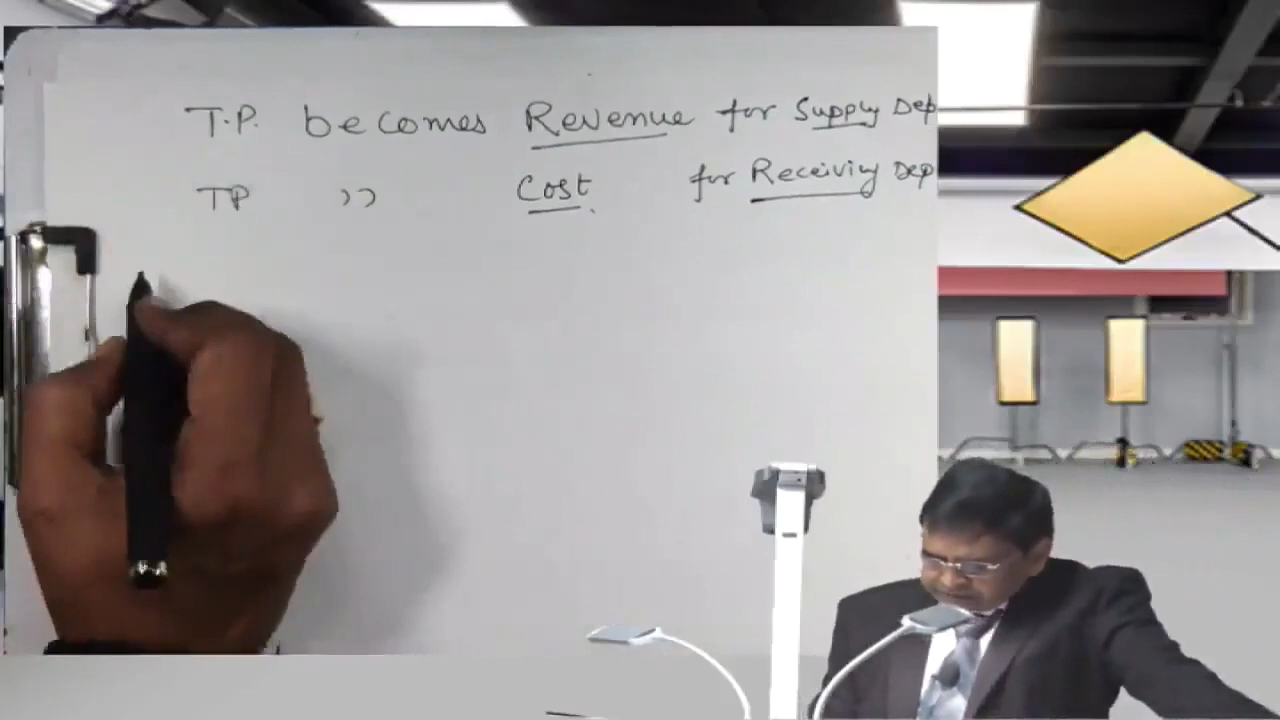 T.P. becomes Revenue for Supply Dep
TP ,, Cost. for Receiving Dep